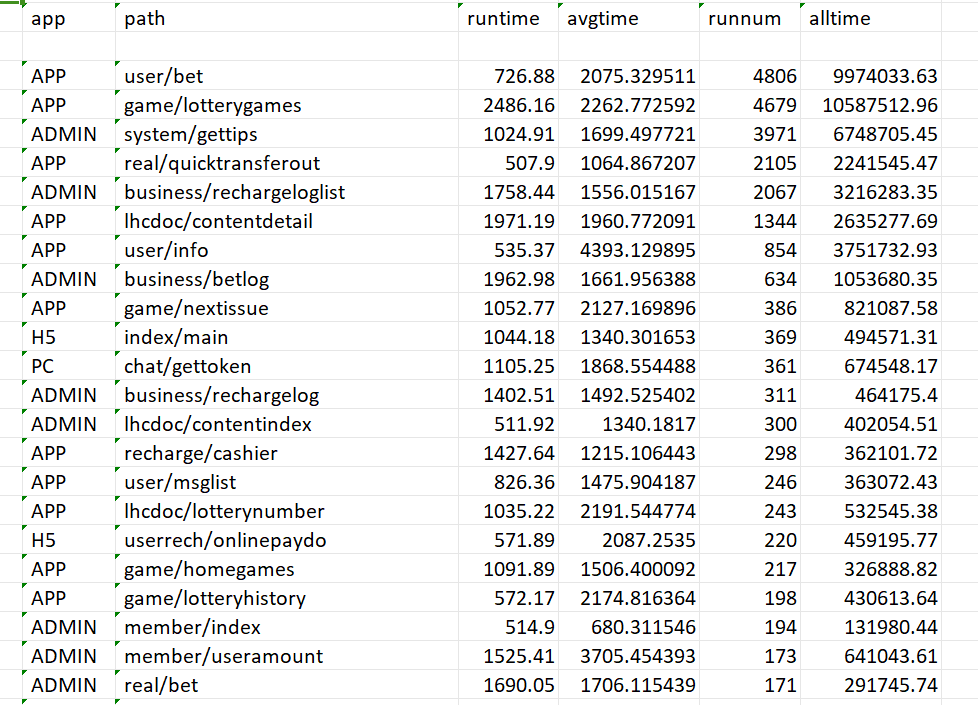 app path runtime avgtime runnum alltime
APP user/bet 726.88 2075.329511 4806 9974033.63
APP game/lotterygames 2486.16 2262.772592 4679 10587512.96
ADMIN system/gettips 1024.91 1699.497721 3971 6748705.45
APP real/quicktransferout 507.9 1064.867207 2105 2241545.47
ADMIN business/rechargeloglist 1758.44 1556.015167 2067 3216283.35
APP lhcdoc/contentdetail 1971.19 1960.772091 1344 2635277.69
APP user/info 535.37 4393.129895 854 3751732.93
ADMIN business/betlog 1962.98 1661.956388 634 1053680.35
APP game/nextissue 1052.77 2127.169896 386 821087.58
H5 index/main 1044.18 1340.301653 369 494571.31
PC chat/gettoken 1105.25 1868.554488 361 674548.17
ADMIN business/rechargelog 1402.51 1492.525402 311 464175.4
ADMIN lhcdoc/contentindex 511.92 1340.1817 300 402054.51
APP recharge/cashier 1427.64 1215.106443 298 362101.72
APP user/msglist 826.36 1475.904187 246 363072.43
APP lhcdoc/lotterynumber 1035.22 2191.544774 243 532545.38
H5 userrech/onlinepaydo 571.89 2087.2535 220 459195.77
APP game/homegames 1091.89 1506.400092 217 326888.82
APP game/lotteryhistory 572.17 2174.816364 198 430613.64
ADMIN member/index 514.9 680.311546 194 131980.44
ADMIN member/useramount 1525.41 3705.454393 173 641043.61
ADMIN real/bet 1690.05 1706.115439 171 291745.74